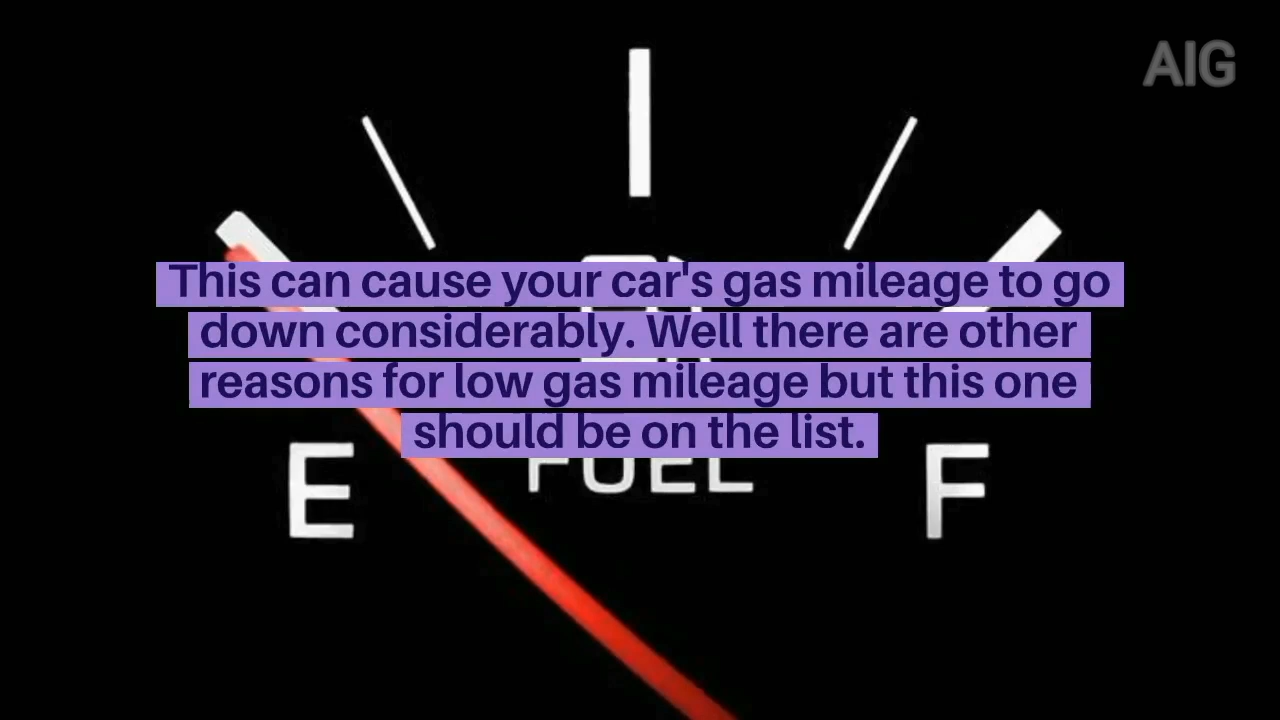 AIG
This can cause your car's gas mileage to go
down considerably. Well there are other
reasons for low gas mileage but this one
should be on the list.
E
FUEL
F